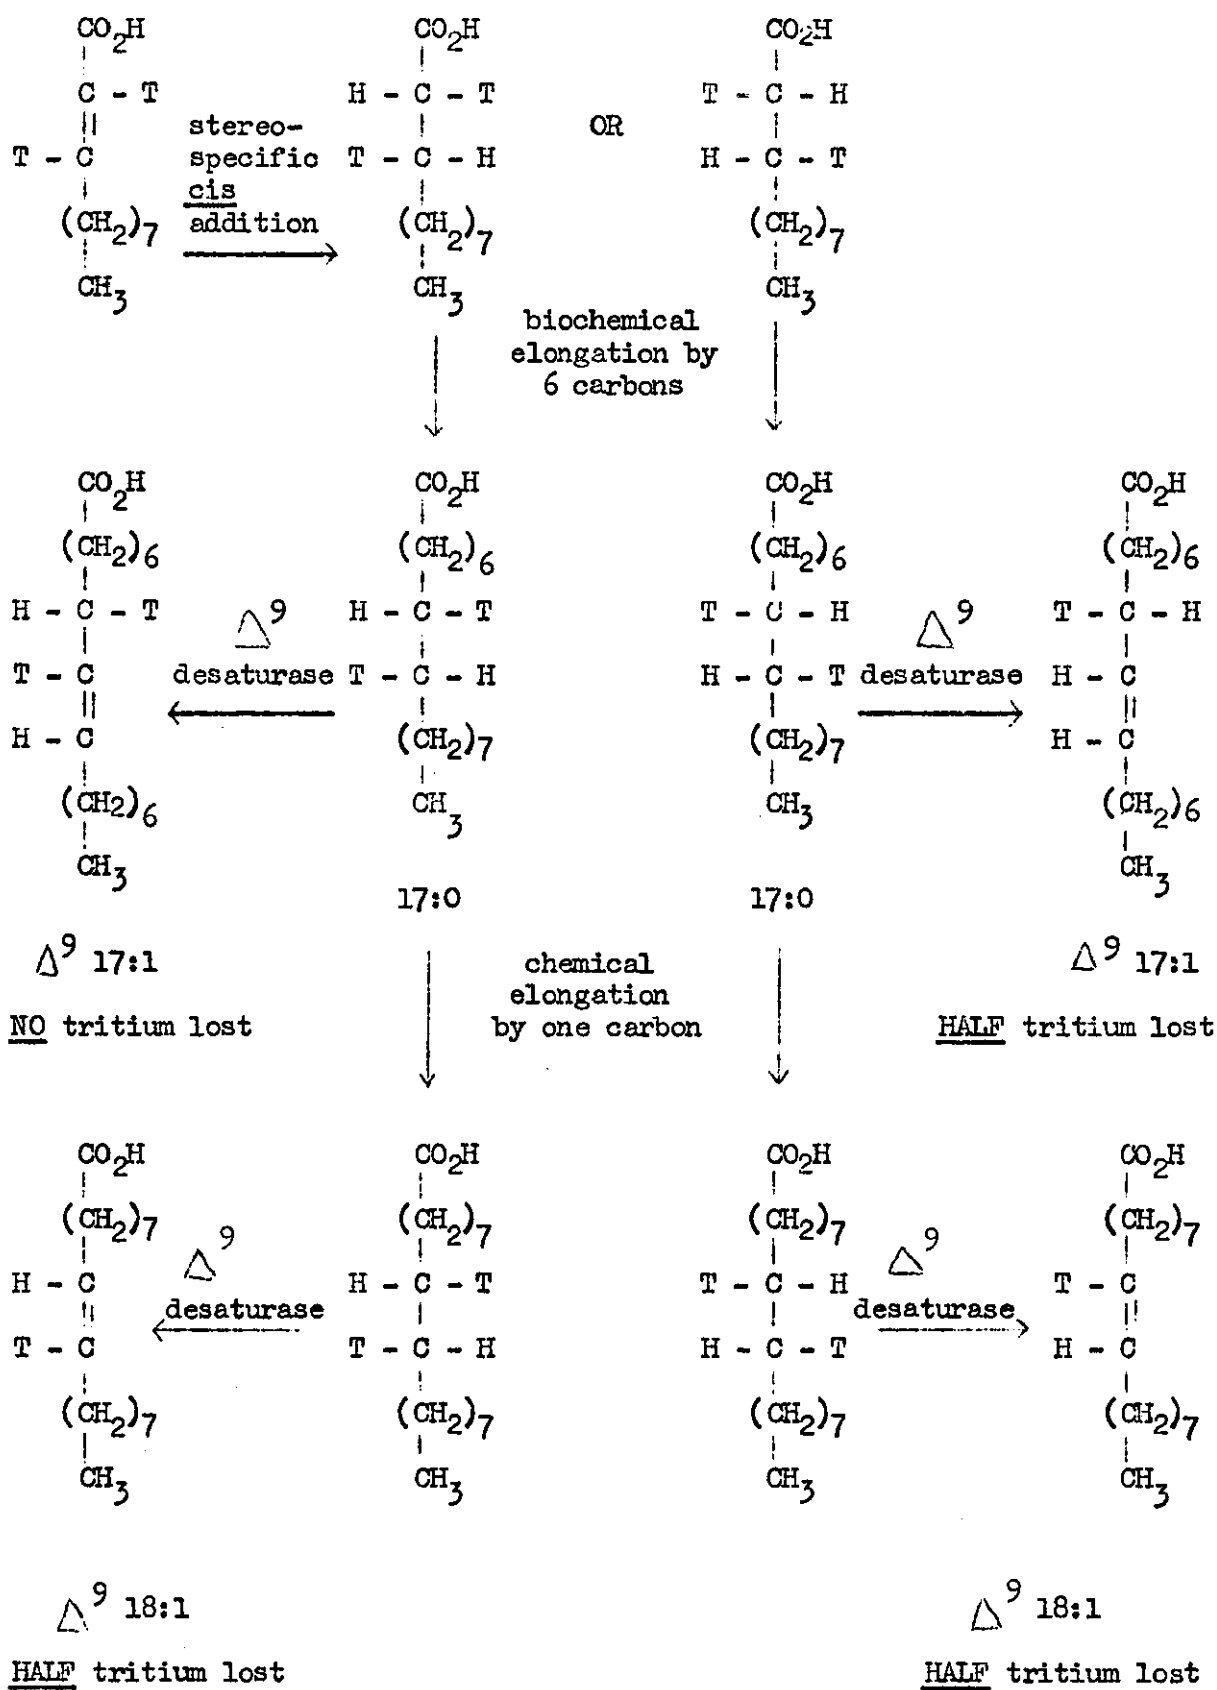 CO2H CO2H CO2H
C - T H - C - T T - C - H
stereo- OR
T - C specific T - C - H H - C - T
cis
(CH2)7 addition (CH2)7 (CH2)7
CH3 CH3 CH3
biochemical
elongation by
6 carbons
CO2H CO2H CO2H CO2H
(CH2)6 (CH2)6 (CH2)6 (CH2)6
H - C - T Δ9 H - C - T T - C - H Δ9 T - C - H
T - C desaturase T - C - H H - C - T desaturase H - C
H - C (CH2)7 (CH2)7 H - C
(CH2)6 CH3 CH3 (CH2)6
CH3 CH3
17:0 17:0
Δ9 17:1 chemical Δ9 17:1
elongation
NO tritium lost by one carbon HALF tritium lost
CO2H CO2H CO2H CO2H
(CH2)7 (CH2)7 (CH2)7 (CH2)7
H - C Δ9 H - C - T T - C - H Δ9 T - C
desaturase desaturase
T - C T - C - H H - C - T H - C
(CH2)7 (CH2)7 (CH2)7 (CH2)7
CH3 CH3 CH3 CH3
Δ9 18:1 Δ9 18:1
HALF tritium lost HALF tritium lost